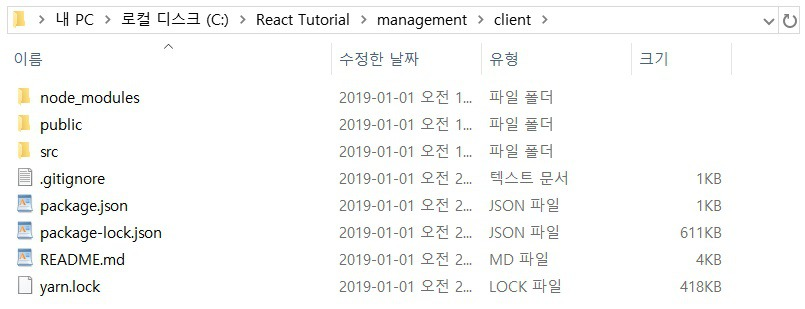 내 PC > 로컬 디스크 (C:) > React Tutorial > management > client >
이름 수정한 날짜 유형 크기
node_modules 2019-01-01 오전 1... 파일 폴더
public 2019-01-01 오전 1... 파일 폴더
src 2019-01-01 오전 1... 파일 폴더
.gitignore 2019-01-01 오전 2... 텍스트 문서 1KB
package.json 2019-01-01 오전 2... JSON 파일 1KB
package-lock.json 2019-01-01 오전 2... JSON 파일 611KB
README.md 2019-01-01 오전 2... MD 파일 4KB
yarn.lock 2019-01-01 오전 2... LOCK 파일 418KB